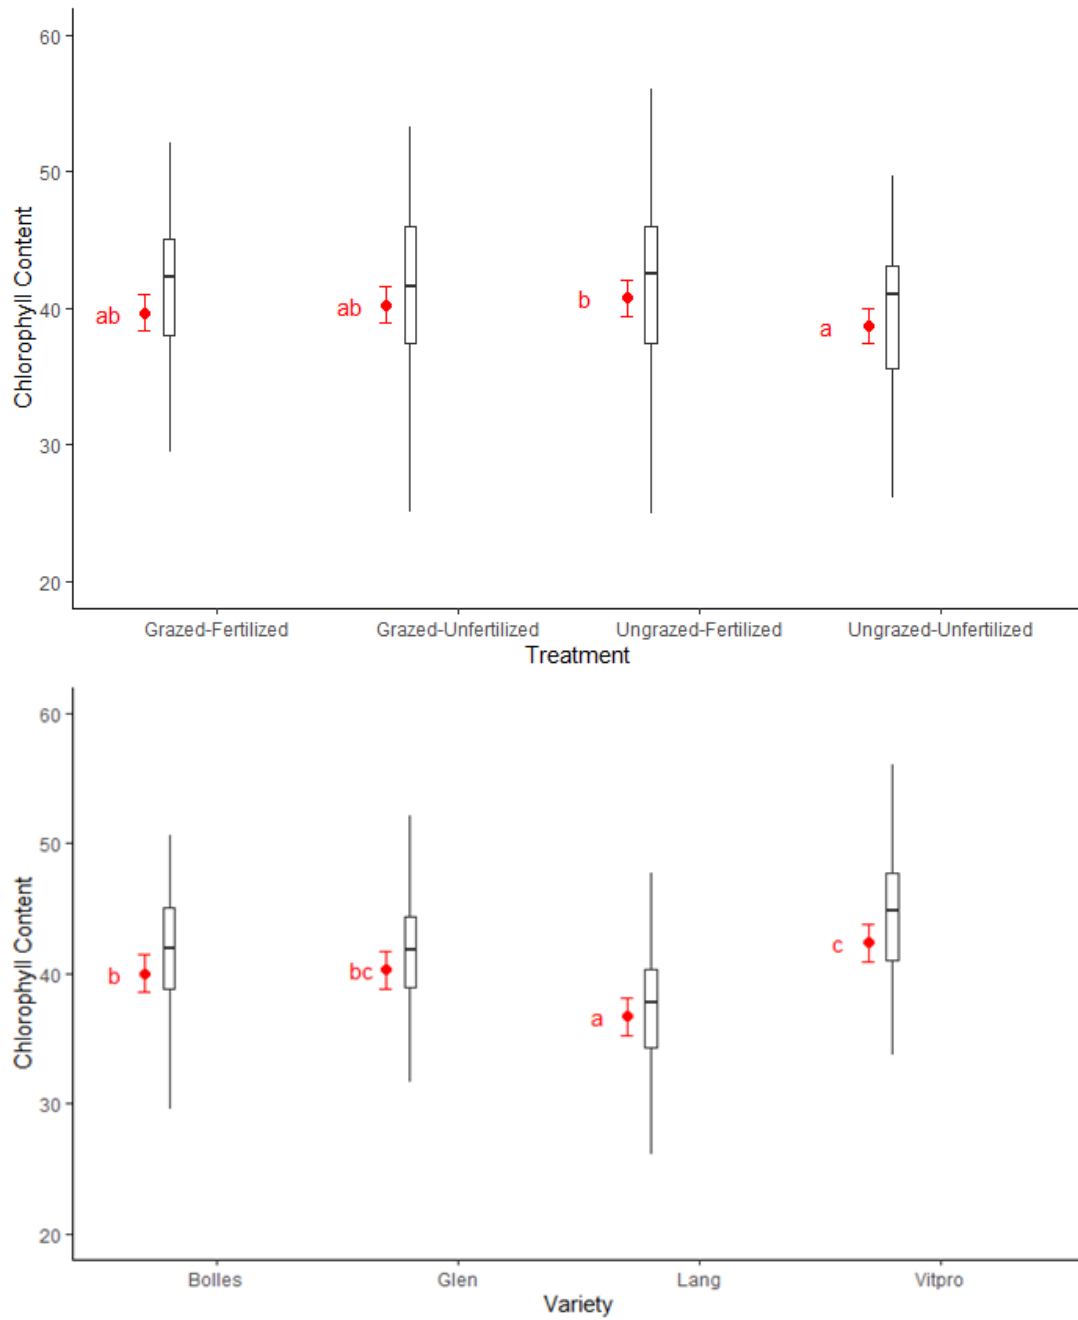 60
50
40
30
20
Chlorophyll Content
ab
ab
b
a
Grazed-Fertilized Grazed-Unfertilized Ungrazed-Fertilized Ungrazed-Unfertilized
Treatment
60
50
40
30
20
Chlorophyll Content
b
bc
a
c
Bolles Glen Lang Vitpro
Variety